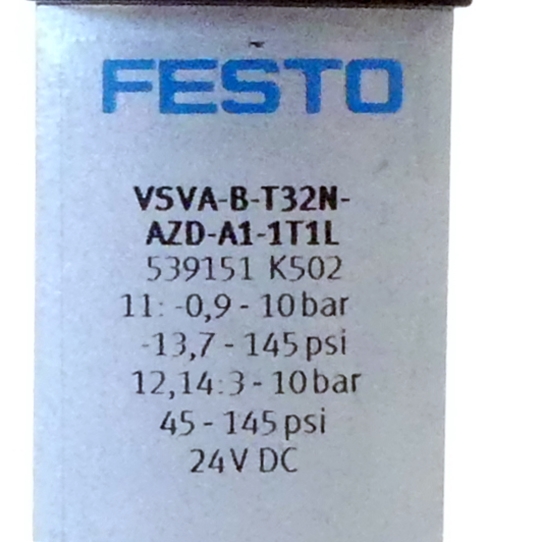 FESTO
VSVA-B-T32N-
AZD-A1-1T1L
539151 K502
11: -0,9 - 10 bar
-13,7 - 145 psi
12,14:3 - 10 bar
45 - 145 psi
24V DC